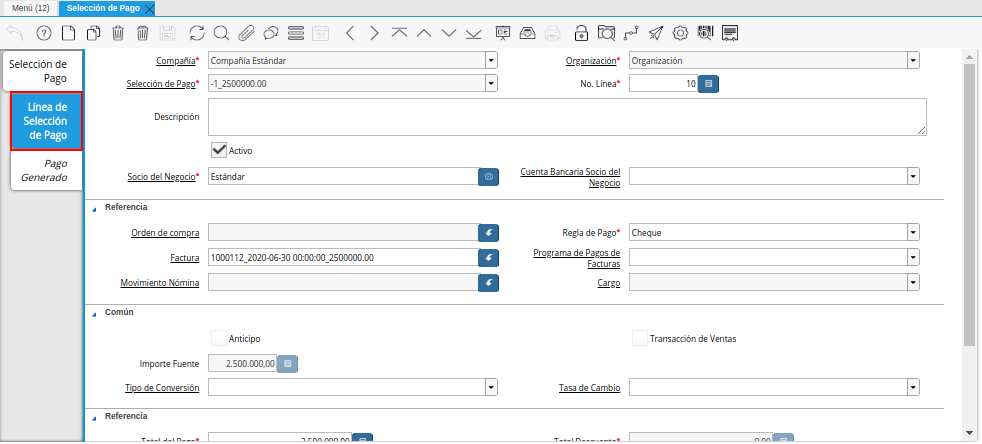 Menú (12)
Selección de Pago
Selección de
Pago
Línea de
Selección
de Pago
Pago
Generado
Compañía* Compañía Estándar
Organización* Organización
Selección de Pago* -1_2500000.00
No. Línea* 10
Descripción
Activo
Socio del Negocio* Estándar
Cuenta Bancaria Socio del
Negocio
Referencia
Orden de compra
Regla de Pago* Cheque
Factura 1000112_2020-06-30 00:00:00_2500000.00
Programa de Pagos de
Facturas
Movimiento Nómina
Cargo
Común
Anticipo
Transacción de Ventas
Importe Fuente 2.500.000,00
Tipo de Conversión
Tasa de Cambio
Referencia
Total del Pago* 2.500.000,00
Total Descuento* 0,00